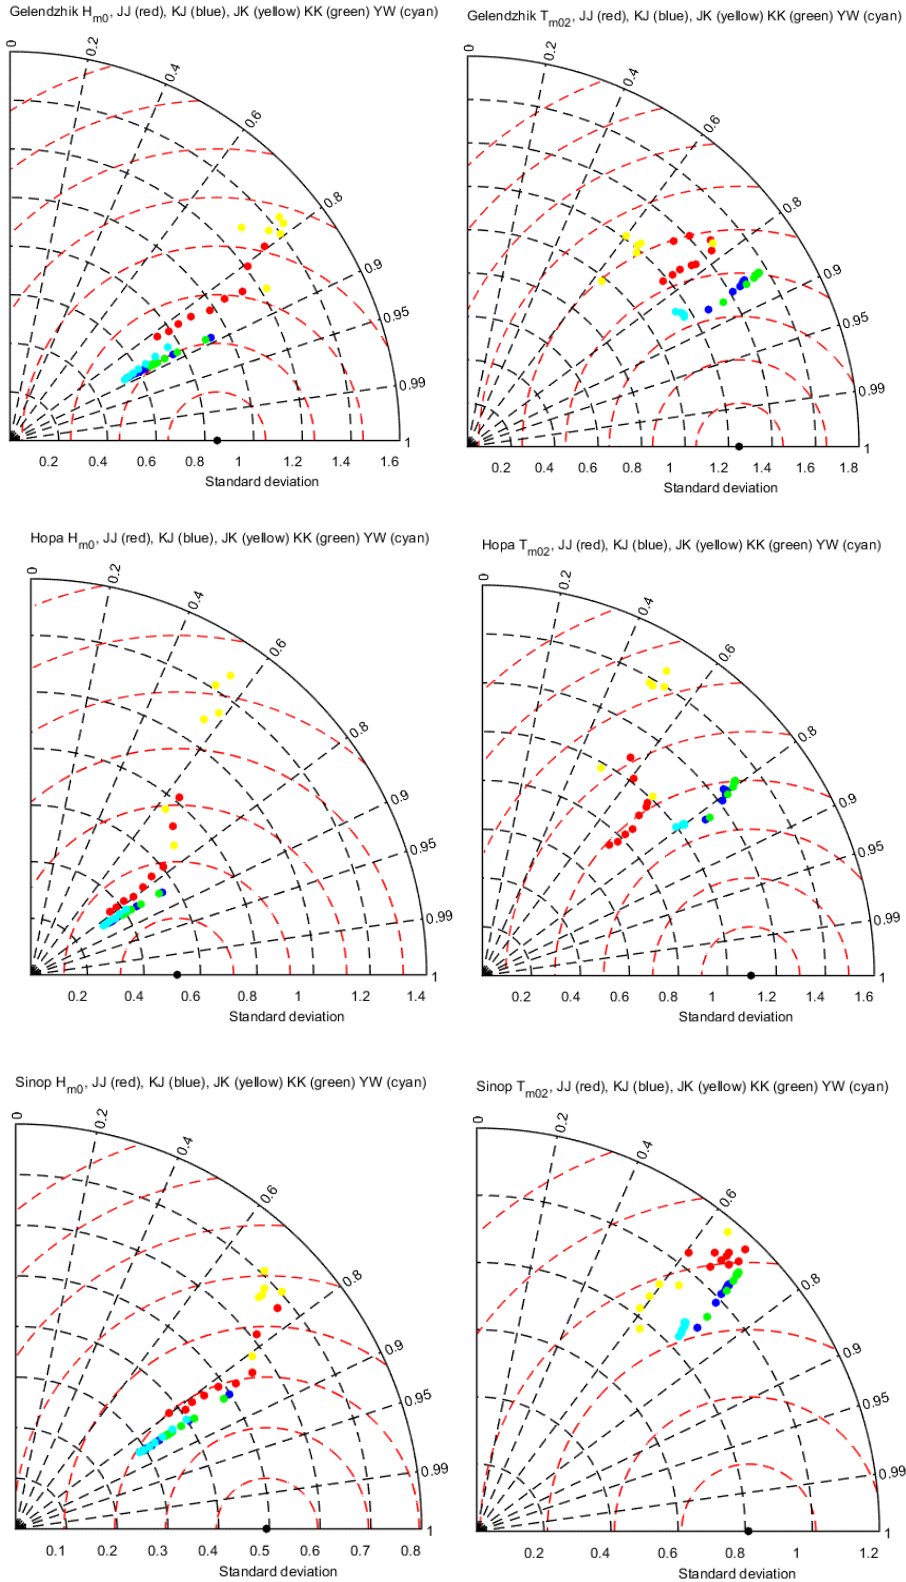 Gelendzhik Hm0, JJ (red), KJ (blue), JK (yellow) KK (green) YW (cyan)
0 0.2 0.4 0.6 0.8 0.9 0.95 0.99 1
0.2 0.4 0.6 0.8 1 1.2 1.4 1.6
Standard deviation
Gelendzhik Tm02, JJ (red), KJ (blue), JK (yellow) KK (green) YW (cyan)
0 0.2 0.4 0.6 0.8 0.9 0.95 0.99 1
0.2 0.4 0.6 0.8 1 1.2 1.4 1.6 1.8
Standard deviation
Hopa Hm0, JJ (red), KJ (blue), JK (yellow) KK (green) YW (cyan)
0 0.2 0.4 0.6 0.8 0.9 0.95 0.99 1
0.2 0.4 0.6 0.8 1 1.2 1.4
Standard deviation
Hopa Tm02, JJ (red), KJ (blue), JK (yellow) KK (green) YW (cyan)
0 0.2 0.4 0.6 0.8 0.9 0.95 0.99 1
0.2 0.4 0.6 0.8 1 1.2 1.4 1.6
Standard deviation
Sinop Hm0, JJ (red), KJ (blue), JK (yellow) KK (green) YW (cyan)
0 0.2 0.4 0.6 0.8 0.9 0.95 0.99 1
0.1 0.2 0.3 0.4 0.5 0.6 0.7 0.8
Standard deviation
Sinop Tm02, JJ (red), KJ (blue), JK (yellow) KK (green) YW (cyan)
0 0.2 0.4 0.6 0.8 0.9 0.95 0.99 1
0.2 0.4 0.6 0.8 1 1.2
Standard deviation